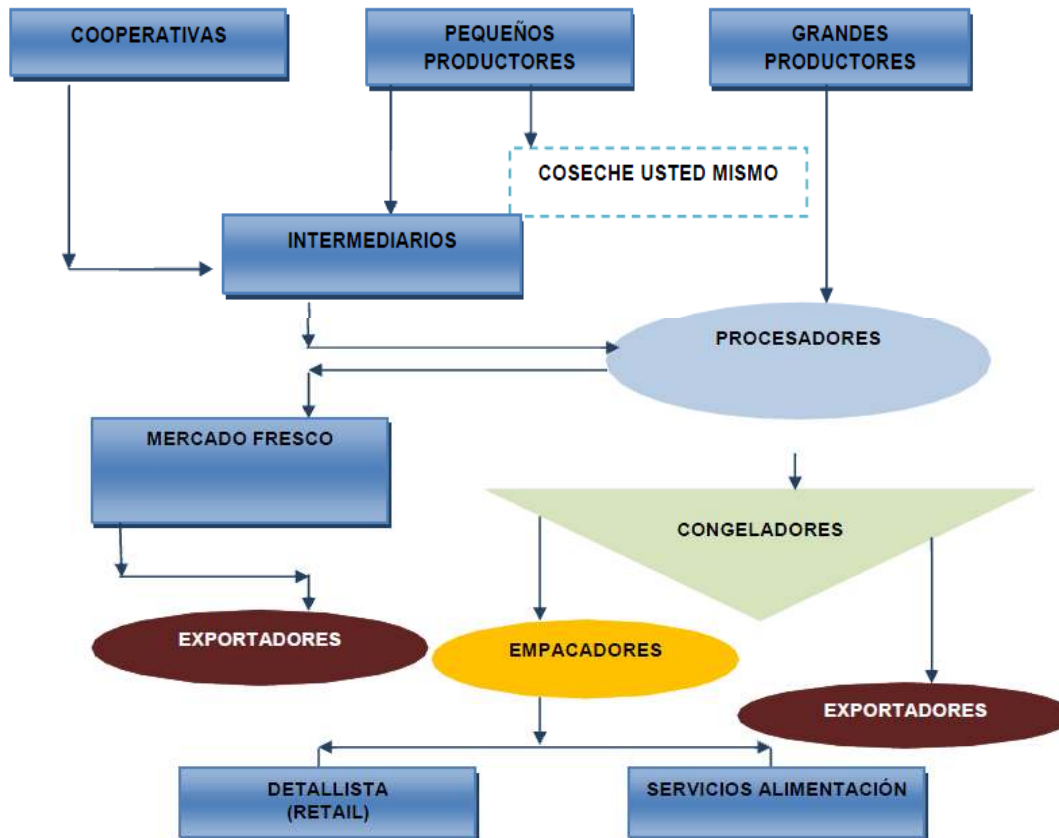 COOPERATIVAS
PEQUEÑOS
PRODUCTORES
GRANDES
PRODUCTORES
COSECHE USTED MISMO
INTERMEDIARIOS
PROCESADORES
MERCADO FRESCO
CONGELADORES
EXPORTADORES
EMPACADORES
EXPORTADORES
DETALLISTA
(RETAIL)
SERVICIOS ALIMENTACIÓN